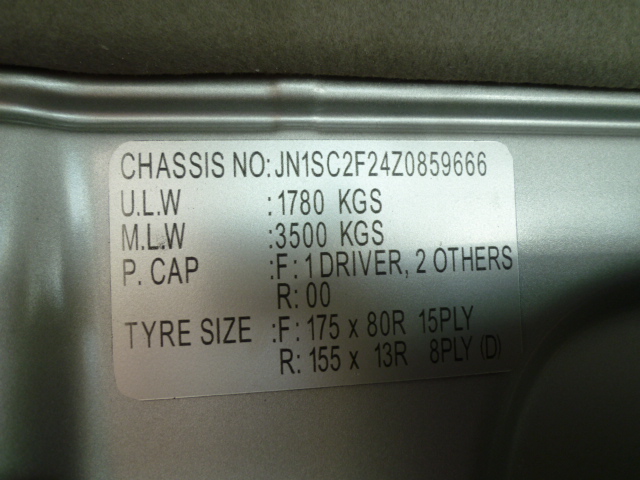 CHASSIS NO: JN1SC2F24Z0859666
U.L.W :1780 KGS
M.L.W :3500 KGS
P. CAP :F: 1 DRIVER, 2 OTHERS
R: 00
TYRE SIZE :F: 175 x 80R 15PLY
R: 155 x 13R 8PLY (D)